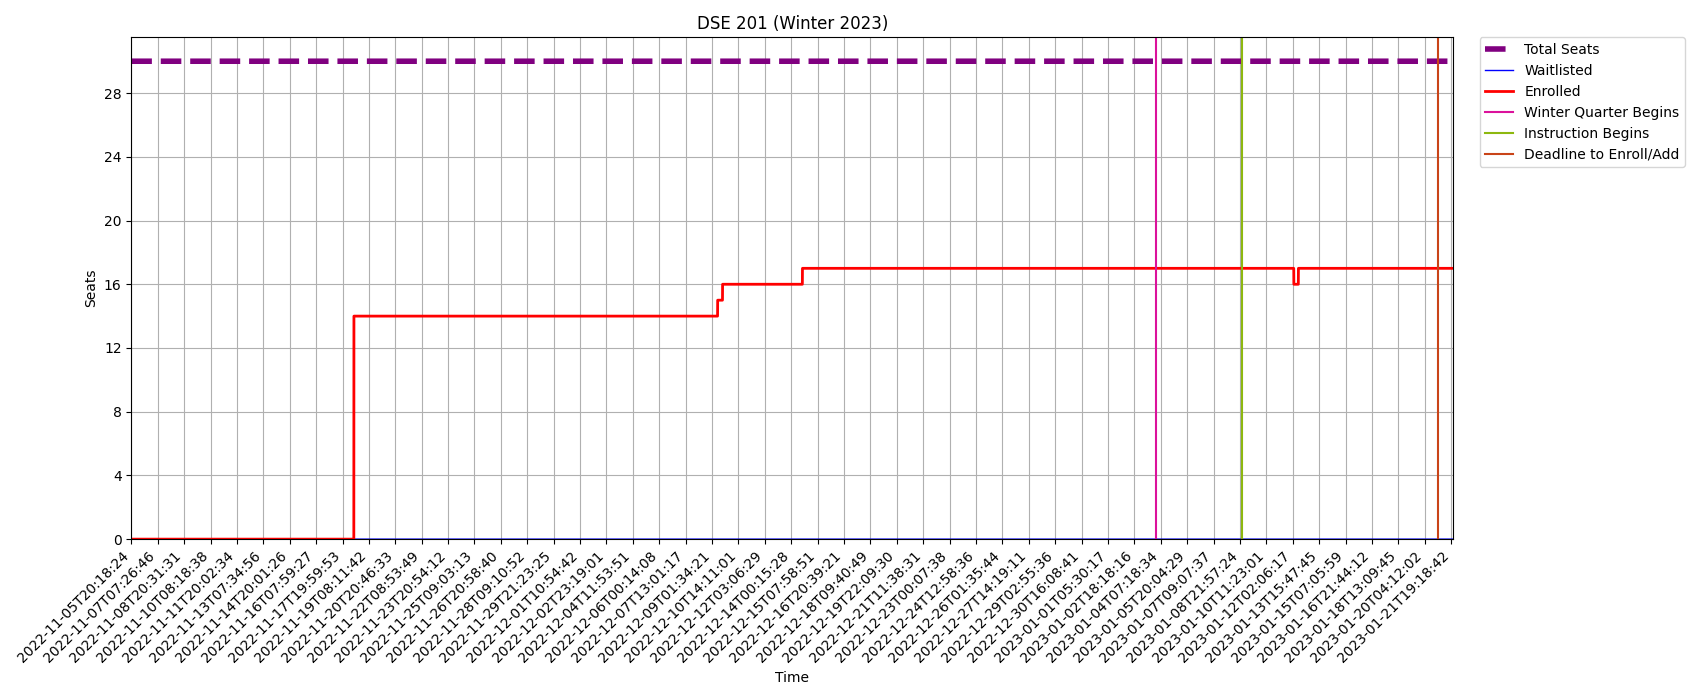 DSE 201 (Winter 2023)
Total Seats
Waitlisted
Enrolled
Winter Quarter Begins
Instruction Begins
Deadline to Enroll/Add
Seats
28
24
20
16
12
8
4
0
2022-11-05T20:18:24
2022-11-07T07:26:46
2022-11-08T20:31:31
2022-11-10T08:18:38
2022-11-11T20:02:34
2022-11-13T07:34:56
2022-11-14T20:01:26
2022-11-16T07:59:27
2022-11-17T19:59:53
2022-11-19T08:11:42
2022-11-20T20:46:33
2022-11-22T08:53:49
2022-11-23T20:54:12
2022-11-25T09:03:13
2022-11-26T20:58:40
2022-11-28T09:10:52
2022-11-29T21:23:25
2022-12-01T10:54:42
2022-12-02T23:19:01
2022-12-04T11:53:51
2022-12-06T00:14:08
2022-12-07T13:01:17
2022-12-09T01:34:21
2022-12-10T14:11:01
2022-12-12T03:06:29
2022-12-14T00:15:28
2022-12-15T07:58:51
2022-12-16T20:39:21
2022-12-18T09:40:49
2022-12-19T22:09:30
2022-12-21T11:38:31
2022-12-23T00:07:38
2022-12-24T12:58:36
2022-12-26T01:35:44
2022-12-27T14:19:11
2022-12-29T02:55:36
2022-12-30T16:08:41
2023-01-01T05:30:17
2023-01-02T18:18:16
2023-01-04T07:18:34
2023-01-05T20:04:29
2023-01-07T09:07:37
2023-01-08T21:57:24
2023-01-10T11:23:01
2023-01-12T02:06:17
2023-01-13T15:47:45
2023-01-15T07:05:59
2023-01-16T21:44:12
2023-01-18T13:09:45
2023-01-20T04:12:02
2023-01-21T19:18:42
Time